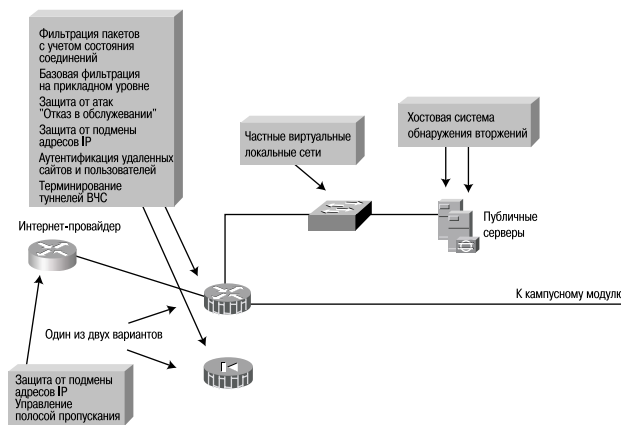 Фильтрация пакетов
с учетом состояния
соединений
Базовая фильтрация
на прикладном уровне
Защита от атак
"Отказ в обслужевании"
Защита от подмены
адресов IP
Аутентификация удаленных
сайтов и пользователей
Терминирование
туннелей ВЧС
Частные виртуальные
локальные сети
Хостовая система
обнаружения вторжений
Публичные
серверы
Интернет-провайдер
К кампусному модулю
Один из двух вариантов
Защита от подмены
адресов IP
Управление
полосой пропускания